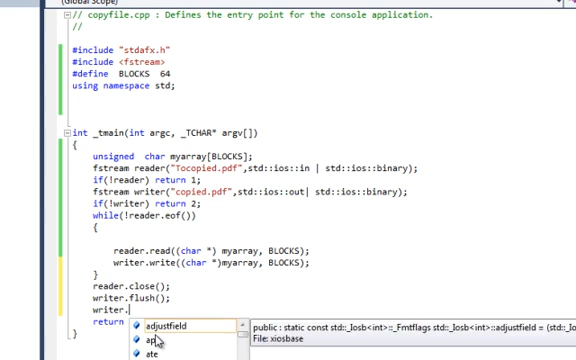 (Global Scope)
// copyfile.cpp : Defines the entry point for the console application.
//
#include "stdafx.h"
#include <fstream>
#define BLOCKS 64
using namespace std;
int _tmain(int argc, _TCHAR* argv[])
{
unsigned char myarray[BLOCKS];
fstream reader("Tocopied.pdf",std::ios::in | std::ios::binary);
if(!reader) return 1;
fstream writer("copied.pdf",std::ios::out| std::ios::binary);
if(!writer) return 2;
while(!reader.eof())
{
reader.read((char *) myarray, BLOCKS);
writer.write((char *)myarray, BLOCKS);
}
reader.close();
writer.flush();
writer.
return
}
adjustfield
ate
public : static const std::_Iosb<int>::_Fmtflags std::_Iosb<int>::adjustfield = (std::_Ios
File: xiosbase